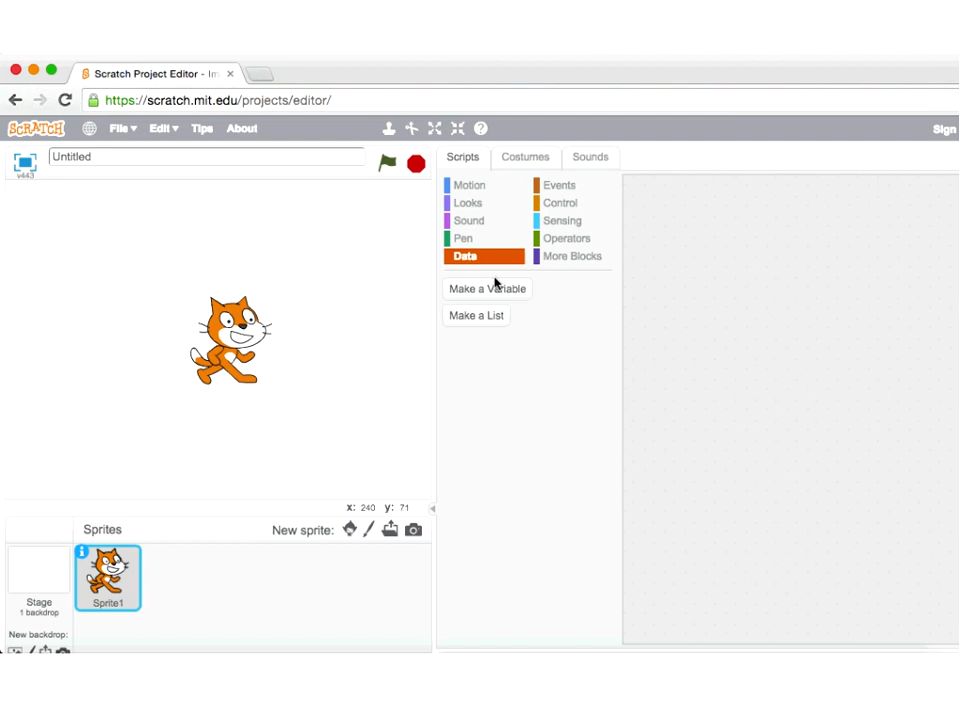 Scratch Project Editor - Im
https://scratch.mit.edu/projects/editor/
SCRATCH File Edit Tips About Sign
v443
Untitled
Scripts Costumes Sounds
Motion Events
Looks Control
Sound Sensing
Pen Operators
Data More Blocks
Make a Variable
Make a List
x: 240 y: 71
Sprites New sprite:
Sprite1
Stage
1 backdrop
New backdrop: